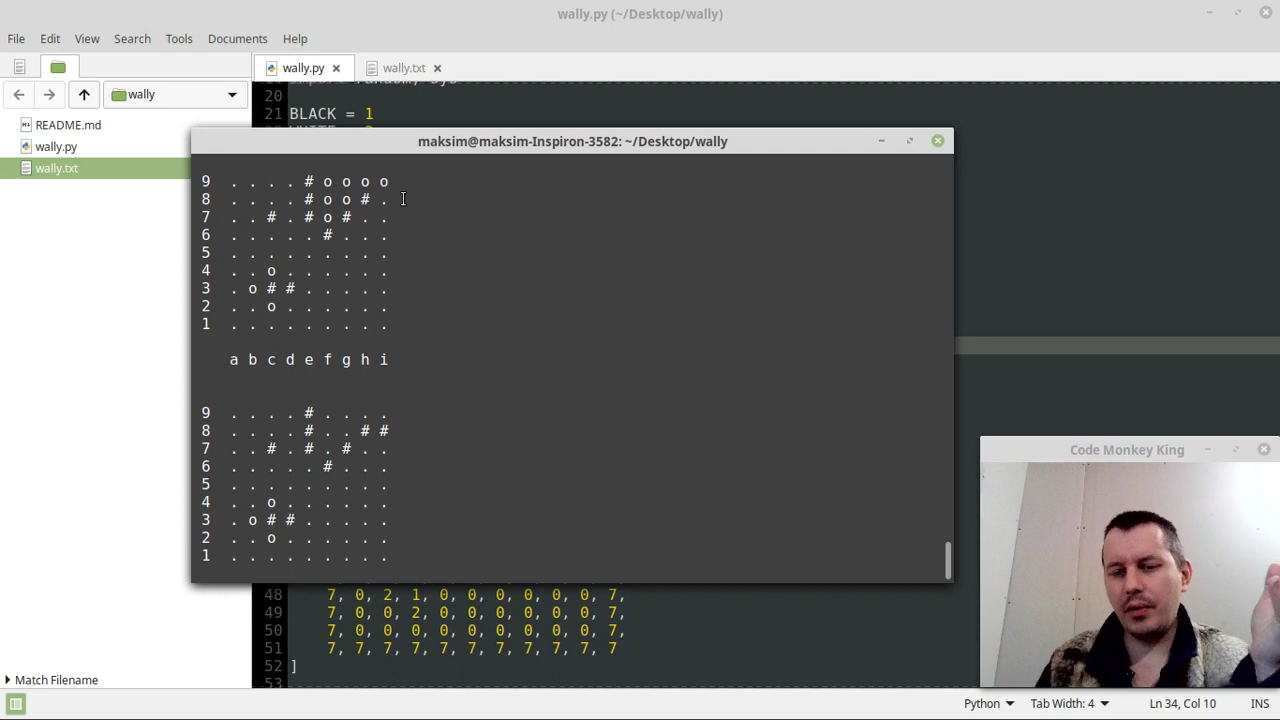 wally.py (~/Desktop/wally)
File Edit View Search Tools Documents Help
wally.py
wally.txt
wally
README.md
wally.py
wally.txt
20
21 BLACK = 1
maksim@maksim-Inspiron-3582: ~/Desktop/wally
9 . . . . # o o o o
8 . . . . # o o # .
7 . . # . # o # . .
6 . . . . . # . . .
5 . . . . . . . . .
4 . . o . . . . . .
3 . o # # . . . . .
2 . . o . . . . . .
1 . . . . . . . . .
a b c d e f g h i
9 . . . . # . . . .
8 . . . . # . . # #
7 . . # . # . # . .
6 . . . . . # . . .
5 . . . . . . . . .
4 . . o . . . . . .
3 . o # # . . . . .
2 . . o . . . . . .
1 . . . . . . . . .
Code Monkey King
48 7, 0, 2, 1, 0, 0, 0, 0, 0, 7,
49 7, 0, 0, 2, 0, 0, 0, 0, 0, 7,
50 7, 0, 0, 0, 0, 0, 0, 0, 0, 7,
51 7, 7, 7, 7, 7, 7, 7, 7, 7, 7
52 ]
53
Match Filename
Python Tab Width: 4 Ln 34, Col 10 INS